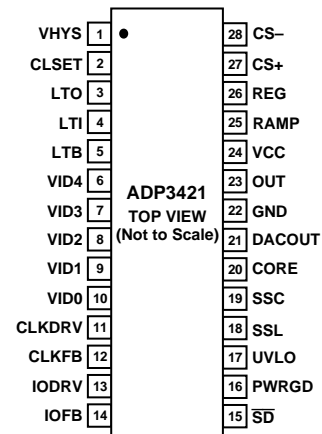 VHYS 1 28 CS–
CLSET 2 27 CS+
LTO 3 26 REG
LTI 4 25 RAMP
LTB 5 24 VCC
VID4 6 23 OUT
ADP3421
VID3 7 22 GND
TOP VIEW
VID2 8 (Not to Scale) 21 DACOUT
VID1 9 20 CORE
VID0 10 19 SSC
CLKDRV 11 18 SSL
CLKFB 12 17 UVLO
IODRV 13 16 PWRGD
IOFB 14 15 S̅D̅